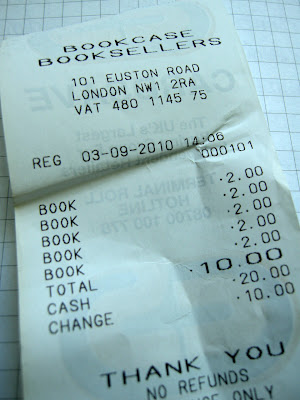 BOOKCASE
BOOKSELLERS
101 EUSTON ROAD
LONDON NW1 2RA
VAT 480 1145 75
REG 03-09-2010 14:06
000101
BOOK ·2.00
BOOK ·2.00
BOOK ·2.00
BOOK ·2.00
BOOK ·2.00
TOTAL ·10.00
CASH ·20.00
CHANGE ·10.00
THANK YOU
NO REFUNDS
ONLY